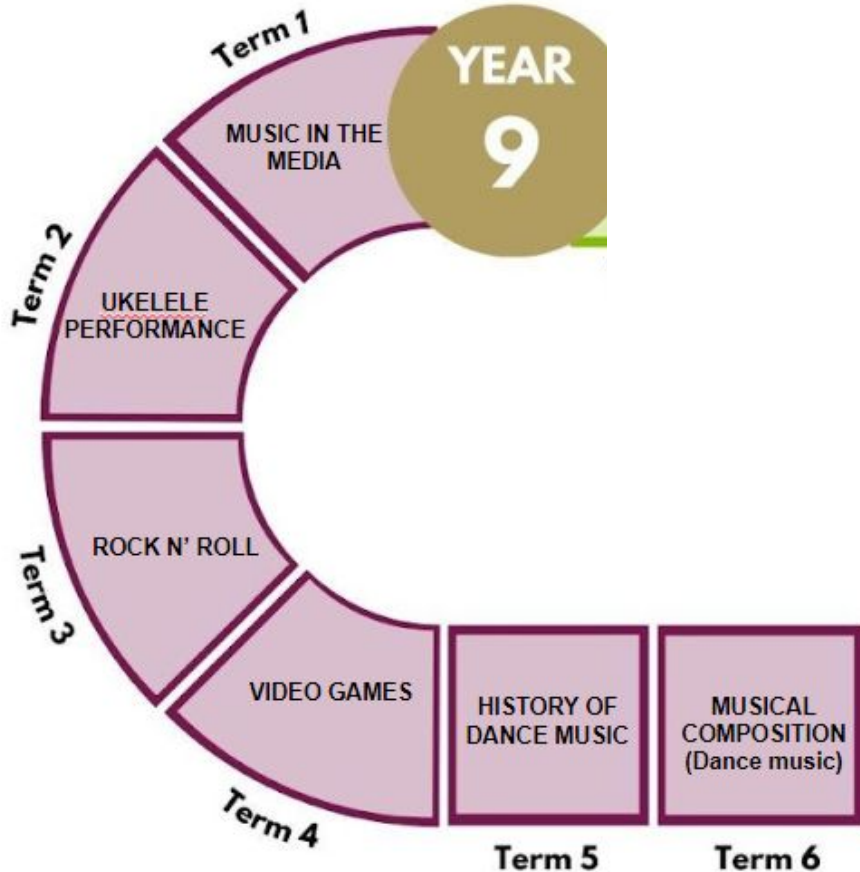 YEAR
9
Term 1
MUSIC IN THE
MEDIA
Term 2
UKELELE
PERFORMANCE
Term 3
ROCK N’ ROLL
Term 4
VIDEO GAMES
HISTORY OF
DANCE MUSIC
Term 5
MUSICAL
COMPOSITION
(Dance music)
Term 6